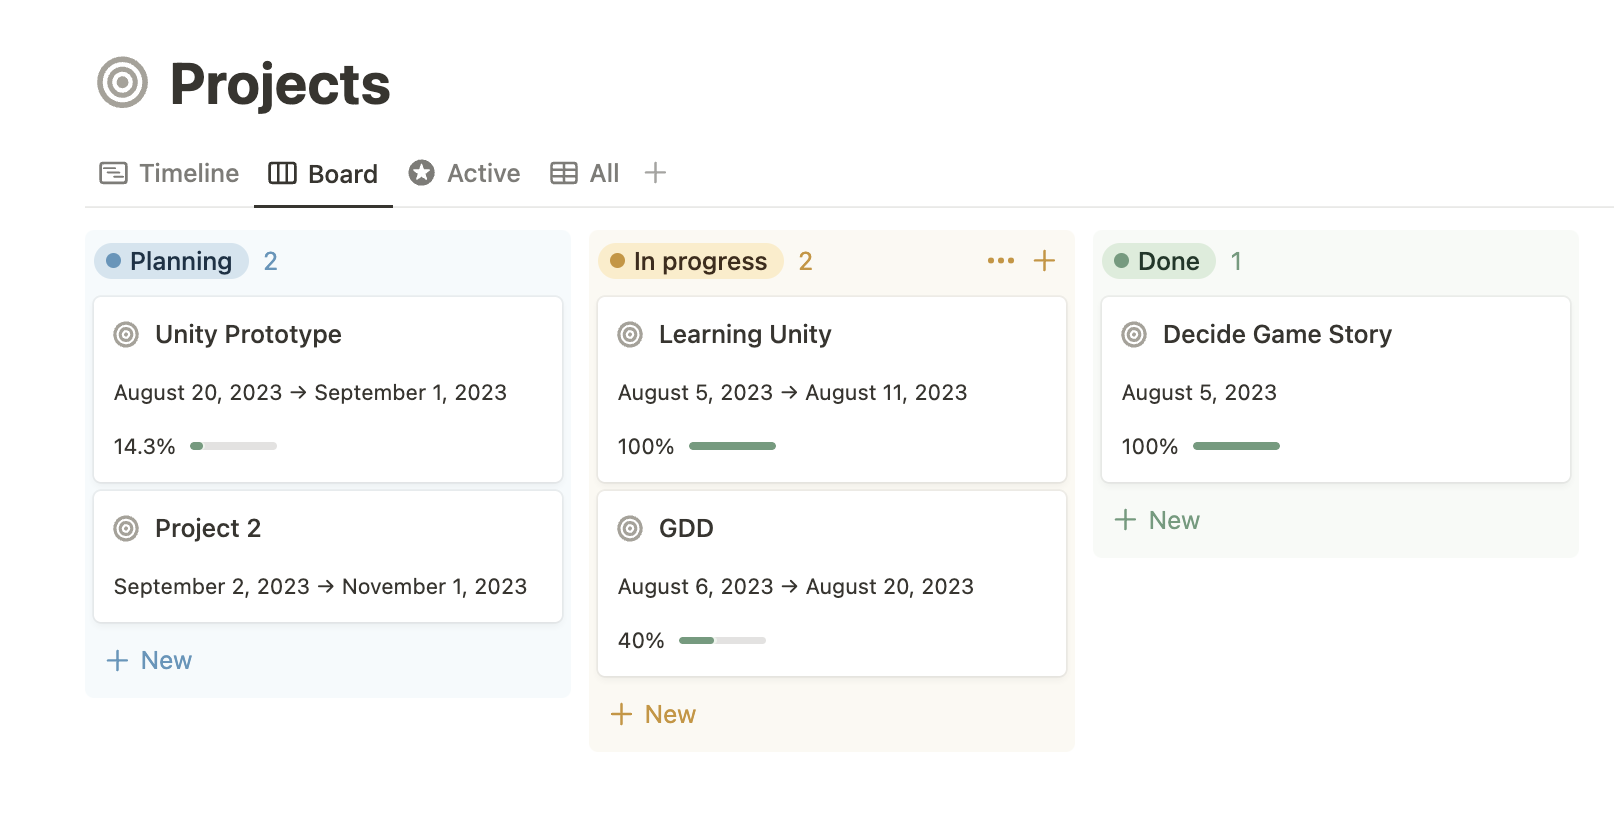 Projects
Timeline Board Active All
Planning 2
Unity Prototype
August 20, 2023 → September 1, 2023
14.3%
Project 2
September 2, 2023 → November 1, 2023
+ New
In progress 2
Learning Unity
August 5, 2023 → August 11, 2023
100%
GDD
August 6, 2023 → August 20, 2023
40%
+ New
Done 1
Decide Game Story
August 5, 2023
100%
+ New